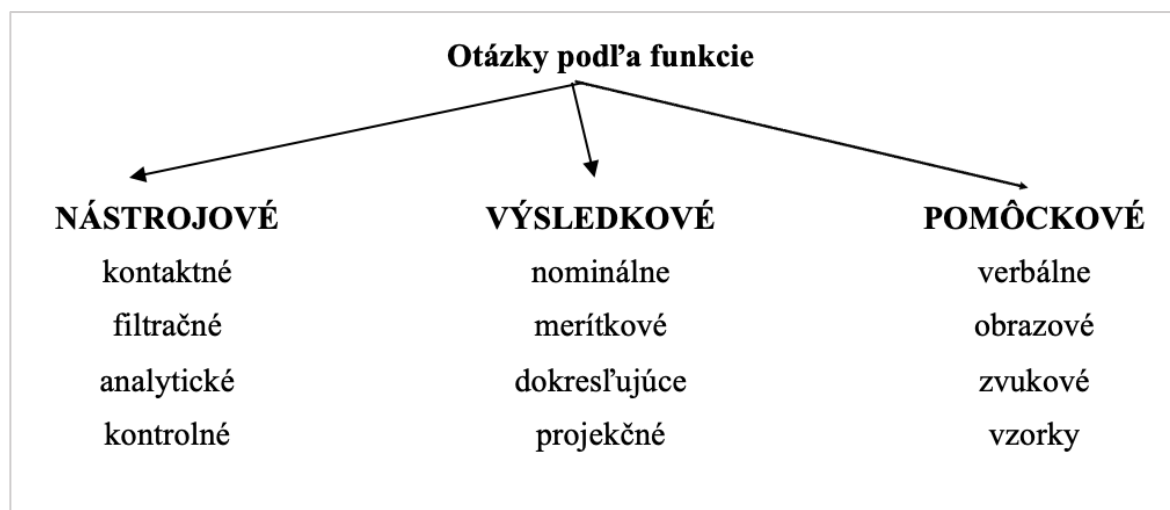 Otázky podľa funkcie
NÁSTROJOVÉ VÝSLEDKOVÉ POMÔCKOVÉ
kontaktné nominálne verbálne
filtračné merítkové obrazové
analytické dokresľujúce zvukové
kontrolné projekčné vzorky